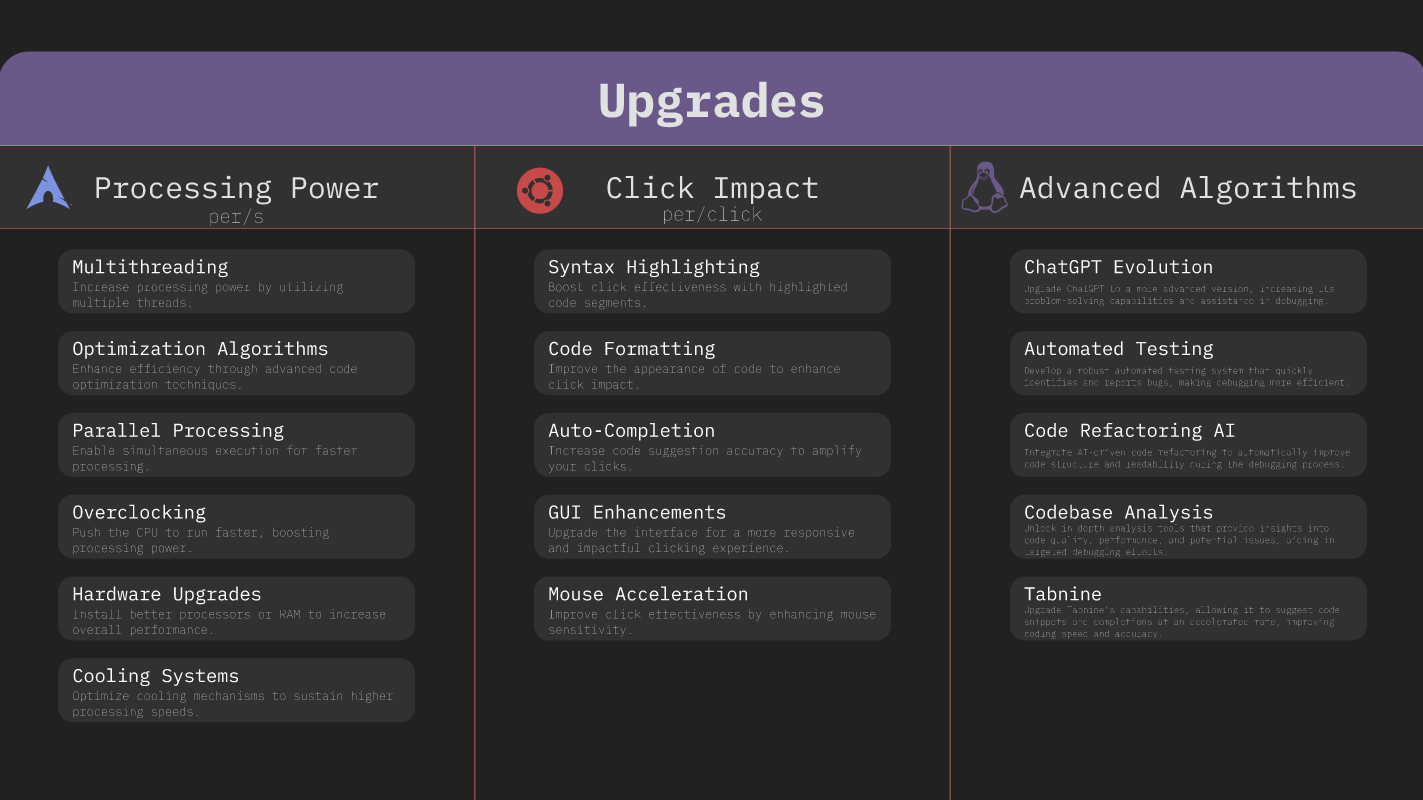 Upgrades
Processing Power
per/s
Multithreading
Increase processing power by utilizing
multiple threads.
Optimization Algorithms
Enhance efficiency through advanced code
optimization techniques.
Parallel Processing
Enable simultaneous execution for faster
processing.
Overclocking
Push the CPU to run faster, boosting
processing power.
Hardware Upgrades
Install better processors or RAM to increase
overall performance.
Cooling Systems
Optimize cooling mechanisms to sustain higher
processing speeds.
Click Impact
per/click
Syntax Highlighting
Boost click effectiveness with highlighted
code segments.
Code Formatting
Improve the appearance of code to enhance
click impact.
Auto-Completion
Increase code suggestion accuracy to amplify
your clicks.
GUI Enhancements
Upgrade the interface for a more responsive
and impactful clicking experience.
Mouse Acceleration
Improve click effectiveness by enhancing mouse
sensitivity.
Advanced Algorithms
ChatGPT Evolution
Upgrade ChatGPT to a more advanced version, increasing its
problem-solving capabilities and assistance in debugging.
Automated Testing
Develop a robust automated testing system that quickly
identifies and reports bugs, making debugging more efficient.
Code Refactoring AI
Integrate AI-driven code refactoring to automatically improve
code structure and readability during the debugging process.
Codebase Analysis
Unlock in depth analysis tools that provide insights into
code quality, performance, and potential issues, aiding in
targeted debugging efforts.
Tabnine
Upgrade Tabnine's capabilities, allowing it to suggest code
snippets and completions at an accelerated rate, improving
coding speed and accuracy.